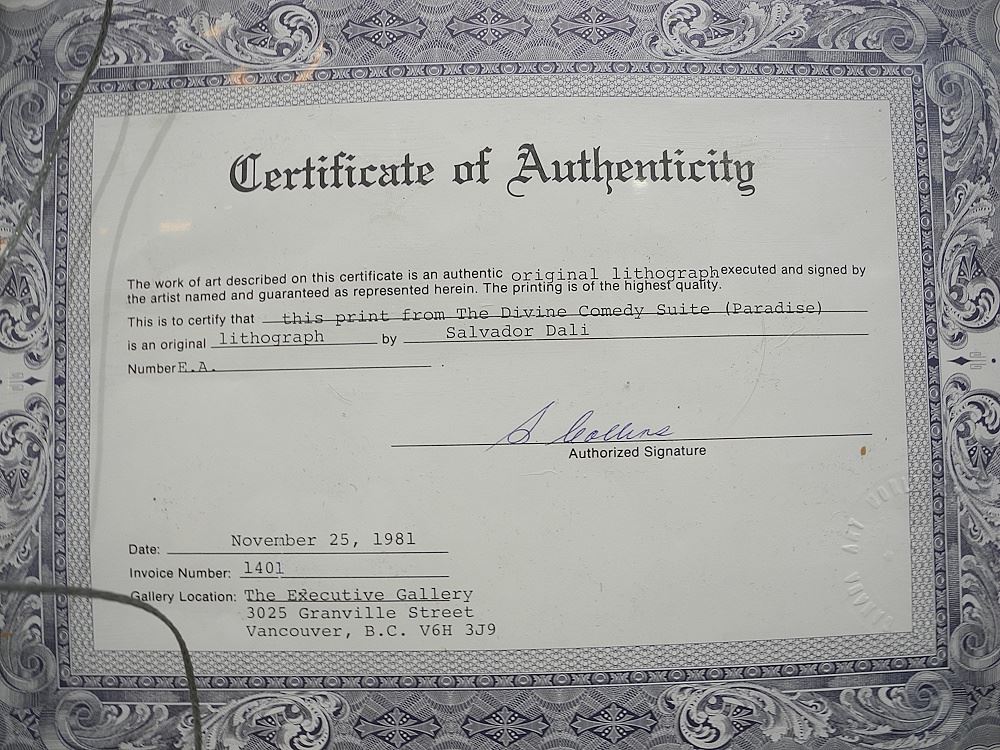 Certificate of Authenticity
The work of art described on this certificate is an authentic original lithograph executed and signed by
the artist named and guaranteed as represented herein. The printing is of the highest quality.
This is to certify that this print from The Divine Comedy Suite (Paradise)
is an original lithograph by Salvador Dali
Number E.A.
S Collins
Authorized Signature
Date: November 25, 1981
Invoice Number: 1401
Gallery Location: The Executive Gallery
3025 Granville Street
Vancouver, B.C. V6H 3J9